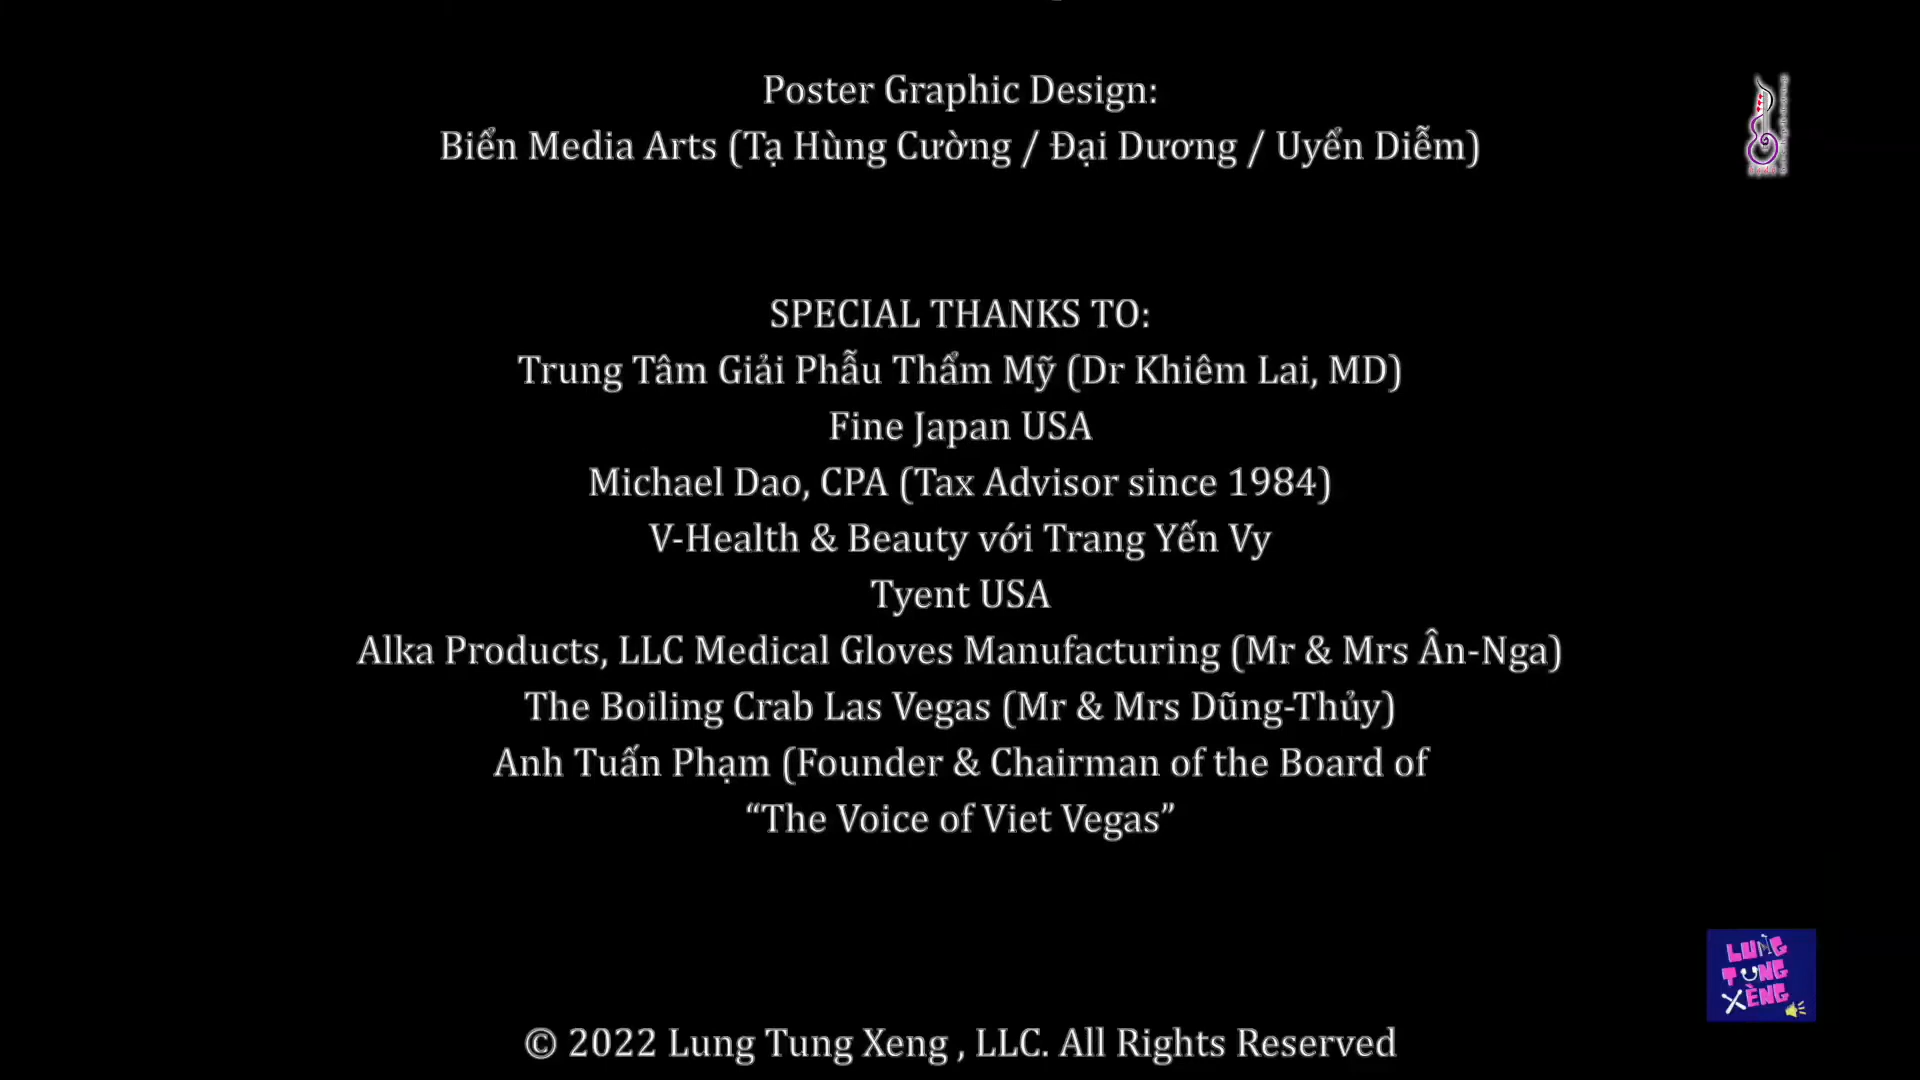 Poster Graphic Design:
Biển Media Arts (Tạ Hùng Cường / Đại Dương / Uyển Diễm)
SPECIAL THANKS TO:
Trung Tâm Giải Phẫu Thẩm Mỹ (Dr Khiêm Lai, MD)
Fine Japan USA
Michael Dao, CPA (Tax Advisor since 1984)
V-Health & Beauty với Trang Yến Vy
Tyent USA
Alka Products, LLC Medical Gloves Manufacturing (Mr & Mrs Ân-Nga)
The Boiling Crab Las Vegas (Mr & Mrs Dũng-Thủy)
Anh Tuấn Phạm (Founder & Chairman of the Board of
“The Voice of Viet Vegas”
LUNG
TUNG
XÈNG
© 2022 Lung Tung Xeng , LLC. All Rights Reserved